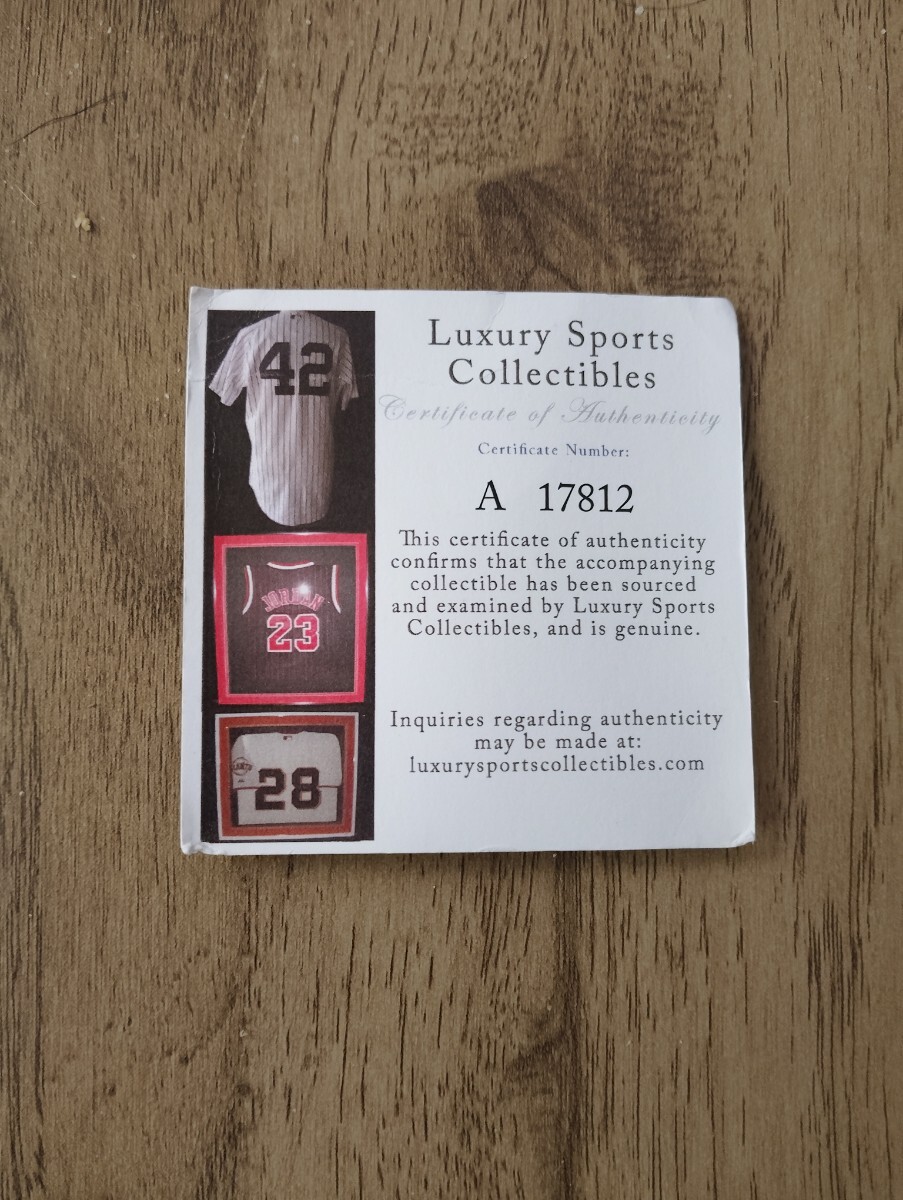 Luxury Sports
Collectibles
Certificate of Authenticity
Certificate Number:
A 17812
This certificate of authenticity
confirms that the accompanying
collectible has been sourced
and examined by Luxury Sports
Collectibles, and is genuine.
Inquiries regarding authenticity
may be made at:
luxurysportscollectibles.com
42
JORDAN
23
28